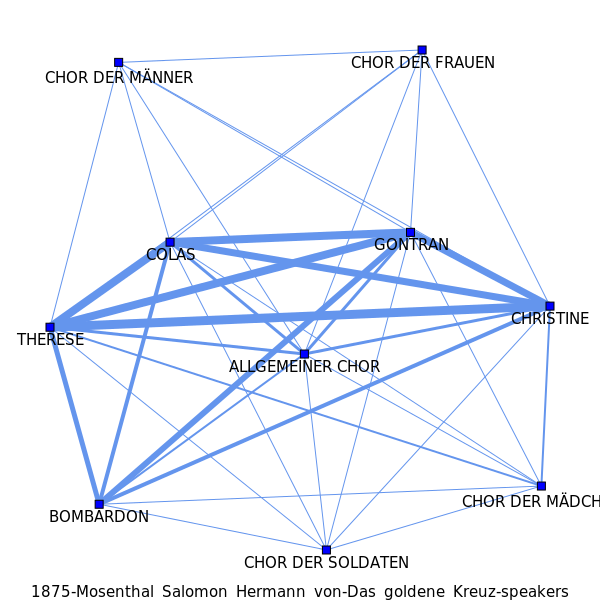 CHOR DER FRAUEN
CHOR DER MÄNNER
GONTRAN
COLAS
CHRISTINE
THERESE
ALLGEMEINER CHOR
CHOR DER MÄDCH
BOMBARDON
CHOR DER SOLDATEN
1875-Mosenthal Salomon Hermann von-Das goldene Kreuz-speakers